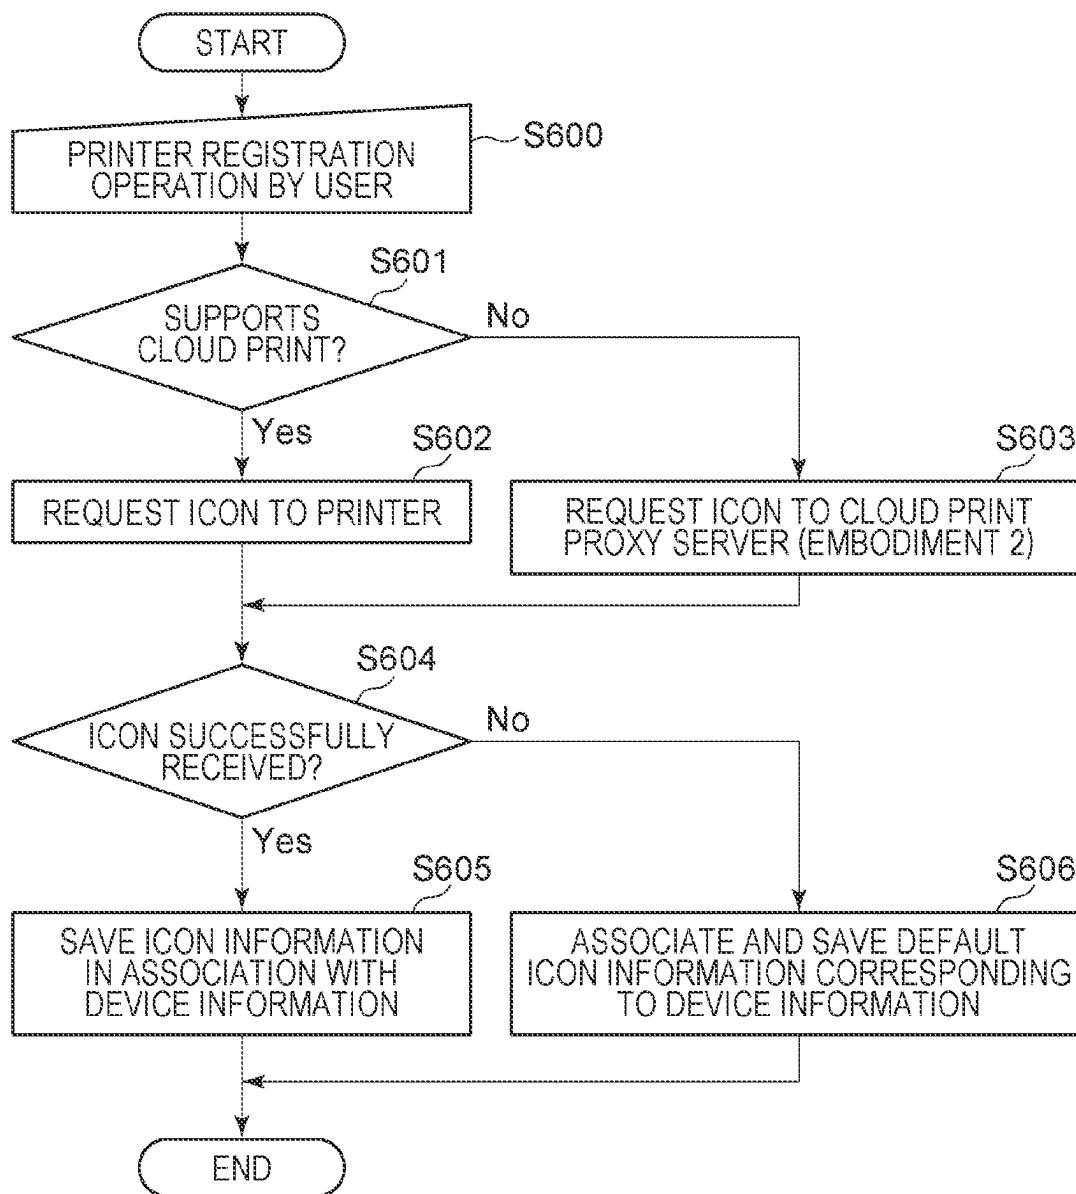 START
S600
PRINTER REGISTRATION
OPERATION BY USER
S601
SUPPORTS
CLOUD PRINT?
No
Yes
S602
REQUEST ICON TO PRINTER
S603
REQUEST ICON TO CLOUD PRINT
PROXY SERVER (EMBODIMENT 2)
S604
ICON SUCCESSFULLY
RECEIVED?
No
Yes
S605
SAVE ICON INFORMATION
IN ASSOCIATION WITH
DEVICE INFORMATION
S606
ASSOCIATE AND SAVE DEFAULT
ICON INFORMATION CORRESPONDING
TO DEVICE INFORMATION
END